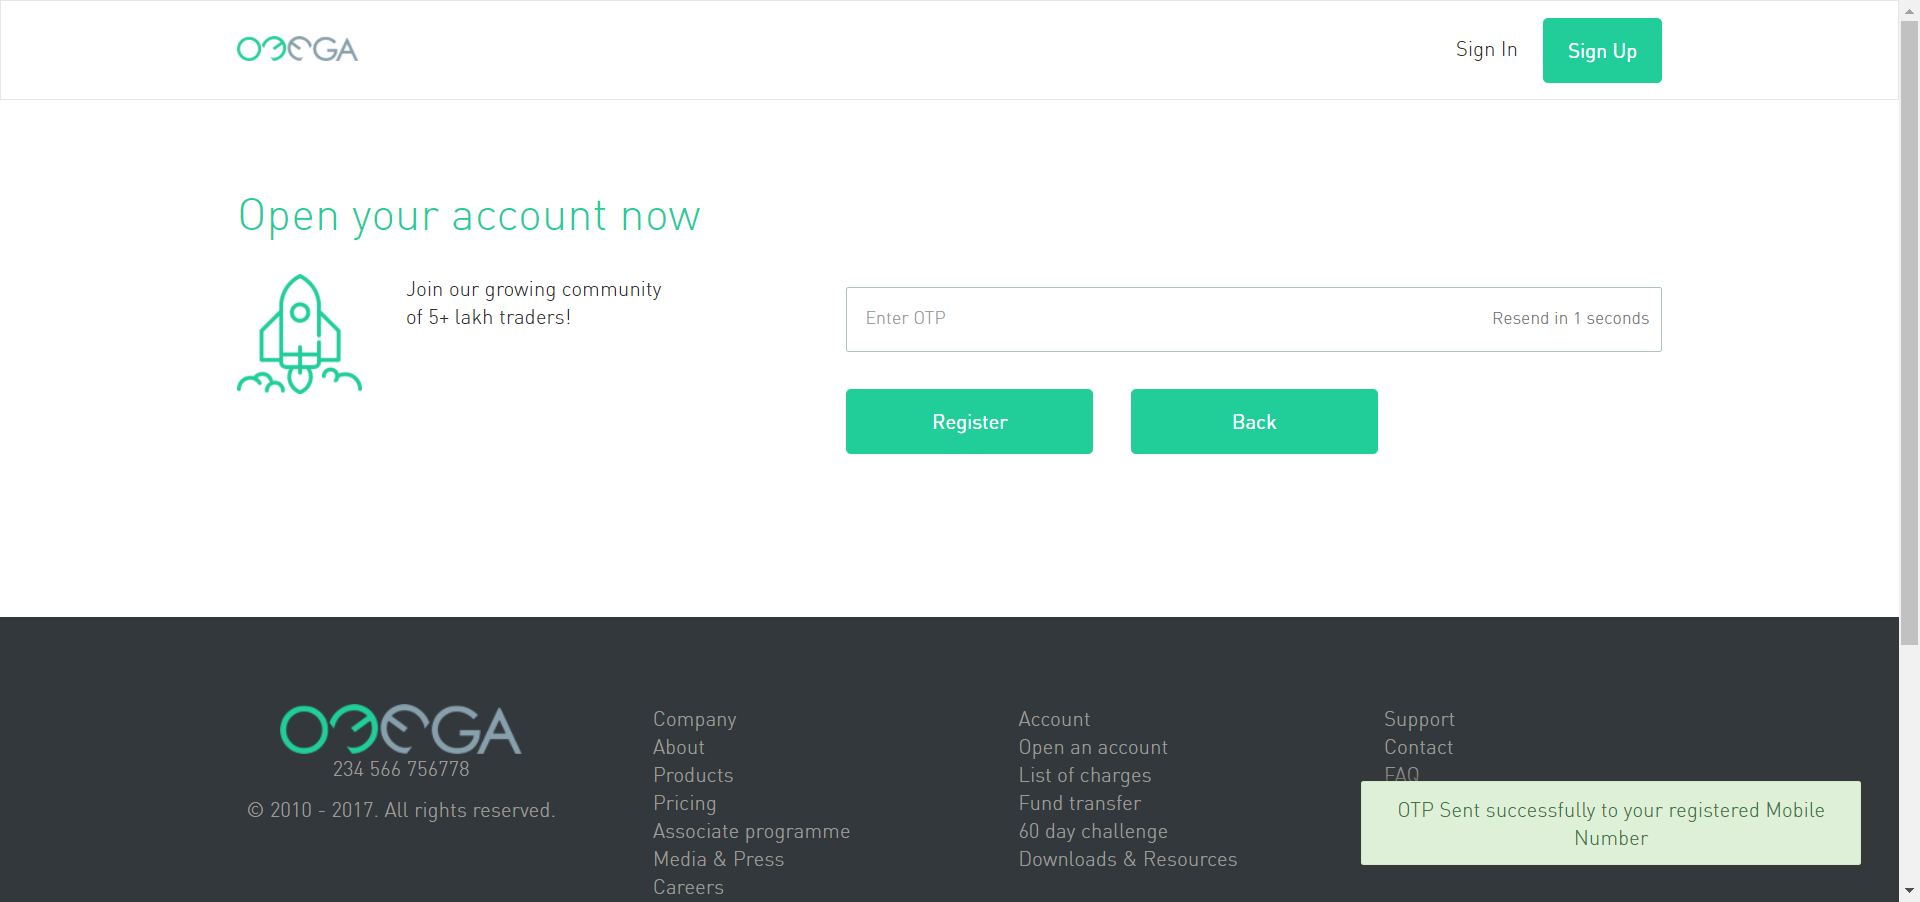 OMEGA
Sign In
Sign Up
Open your account now
Join our growing community
of 5+ lakh traders!
Enter OTP
Resend in 1 seconds
Register
Back
OMEGA
234 566 756778
© 2010 - 2017. All rights reserved.
Company
About
Products
Pricing
Associate programme
Media & Press
Careers
Account
Open an account
List of charges
Fund transfer
60 day challenge
Downloads & Resources
Support
Contact
FAQ
OTP Sent successfully to your registered Mobile
Number